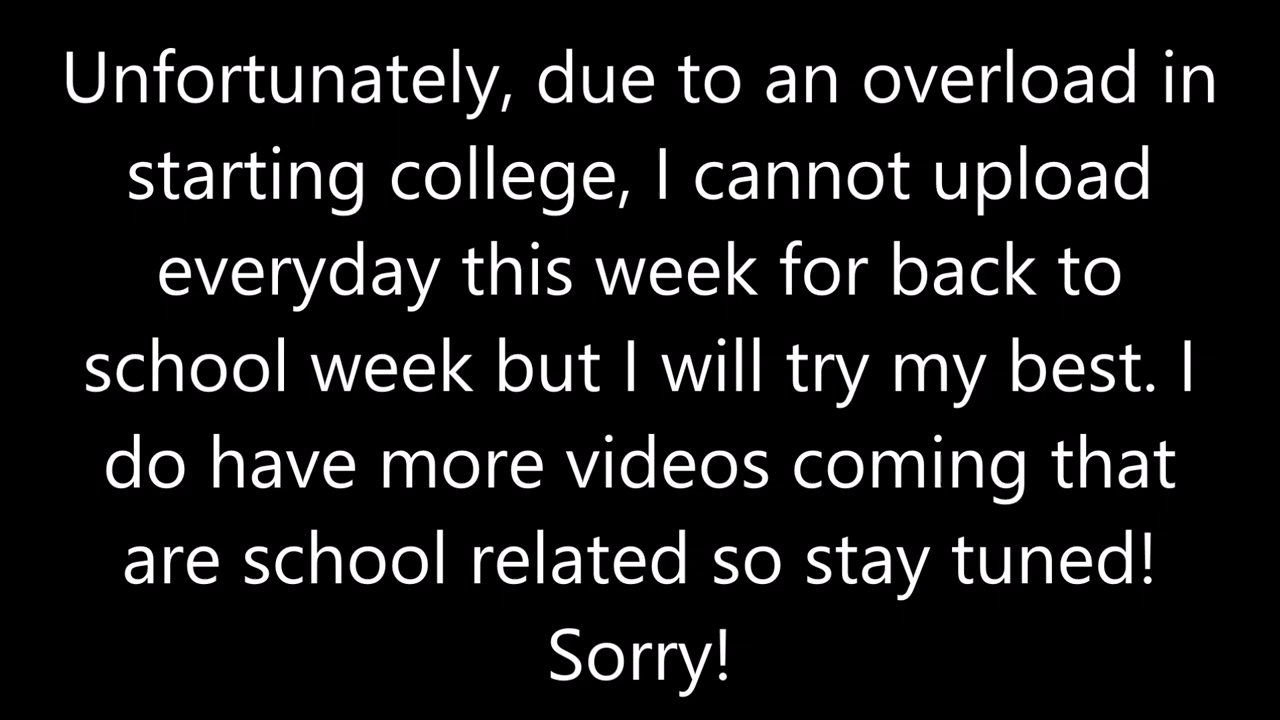 Unfortunately, due to an overload in
starting college, I cannot upload
everyday this week for back to
school week but I will try my best. I
do have more videos coming that
are school related so stay tuned!
Sorry!